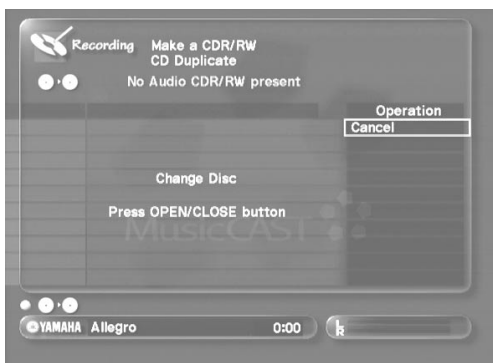 Recording
Make a CDR/RW
CD Duplicate
No Audio CDR/RW present
Operation
Cancel
Change Disc
Press OPEN/CLOSE button
MusicCAST
YAMAHA Allegro 0:00